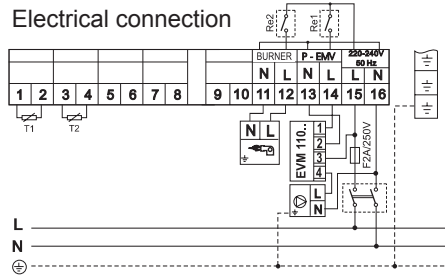 Electrical connection
Re2 Re1
BURNER P - EMV 220-240V
50 Hz
N L N L L N
1 2 3 4 5 6 7 8 9 10 11 12 13 14 15 16
T1 T2
N L
EVM 110..
1
2
3
4
F2A/250V
L
N
L
N